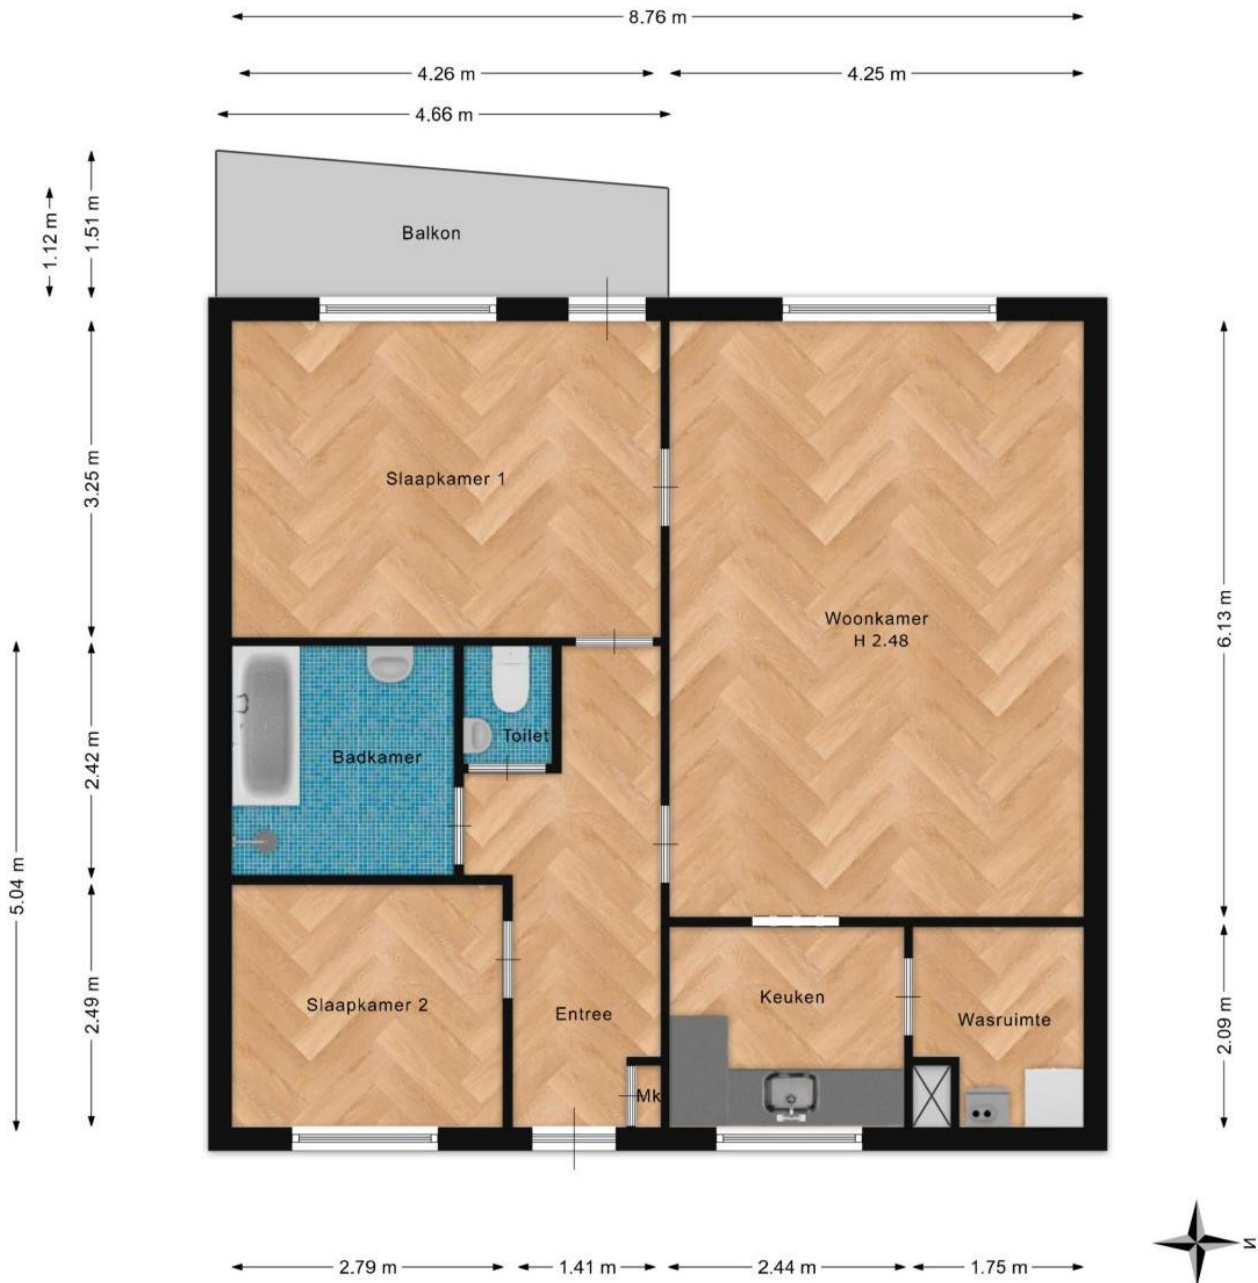 8.76 m
4.26 m
4.25 m
4.66 m
1.12 m
1.51 m
Balkon
3.25 m
Slaapkamer 1
Woonkamer
H 2.48
6.13 m
2.42 m
Badkamer
Toilet
5.04 m
2.49 m
Slaapkamer 2
Entree
Mk
Keuken
Wasruimte
2.09 m
N
2.79 m
1.41 m
2.44 m
1.75 m